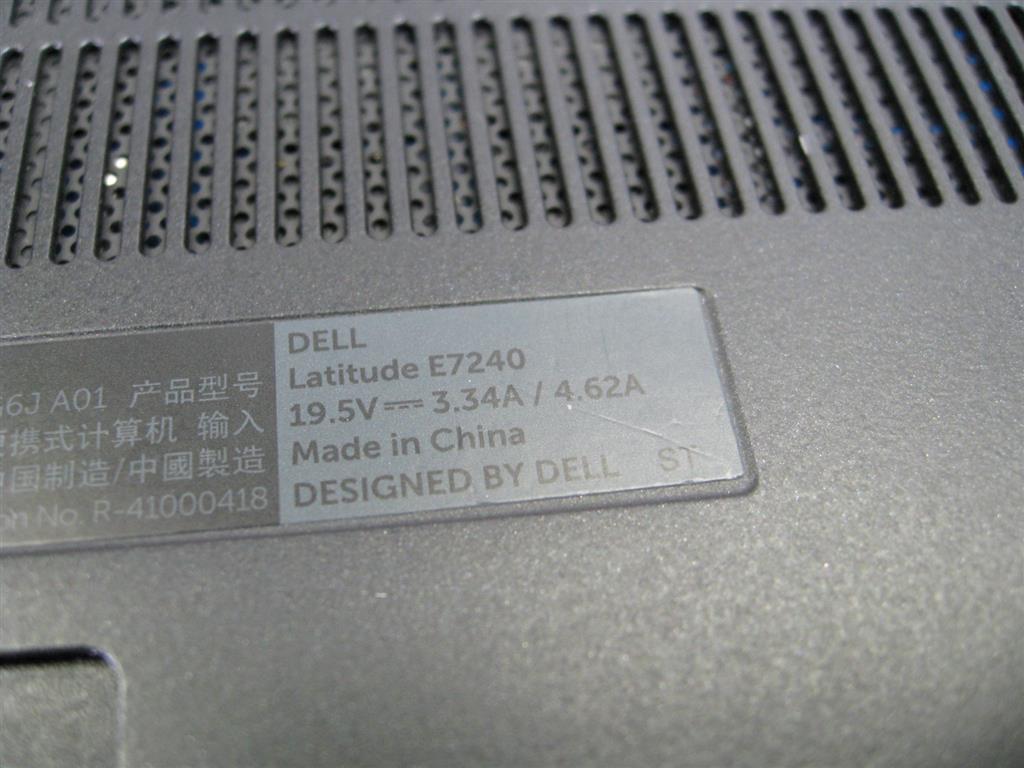 6J A01 产品型号
携式计算机 输入
国制造/中國製造
No. R-41000418
DELL
Latitude E7240
19.5V⎓ 3.34A / 4.62A
Made in China
DESIGNED BY DELL ST